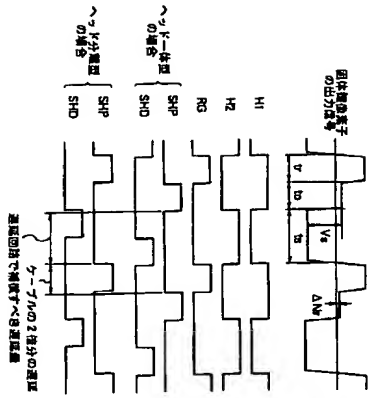 固体撮像素子
の出力信号
tr
to
ts
Vs
ΔNr
H1
H2
RG
ヘッド一体型
の場合
SHP
SHD
ヘッド分離型
の場合
SHP
SHD
ケーブルの2倍分の遅延
遅延回路で補償すべき遅延量